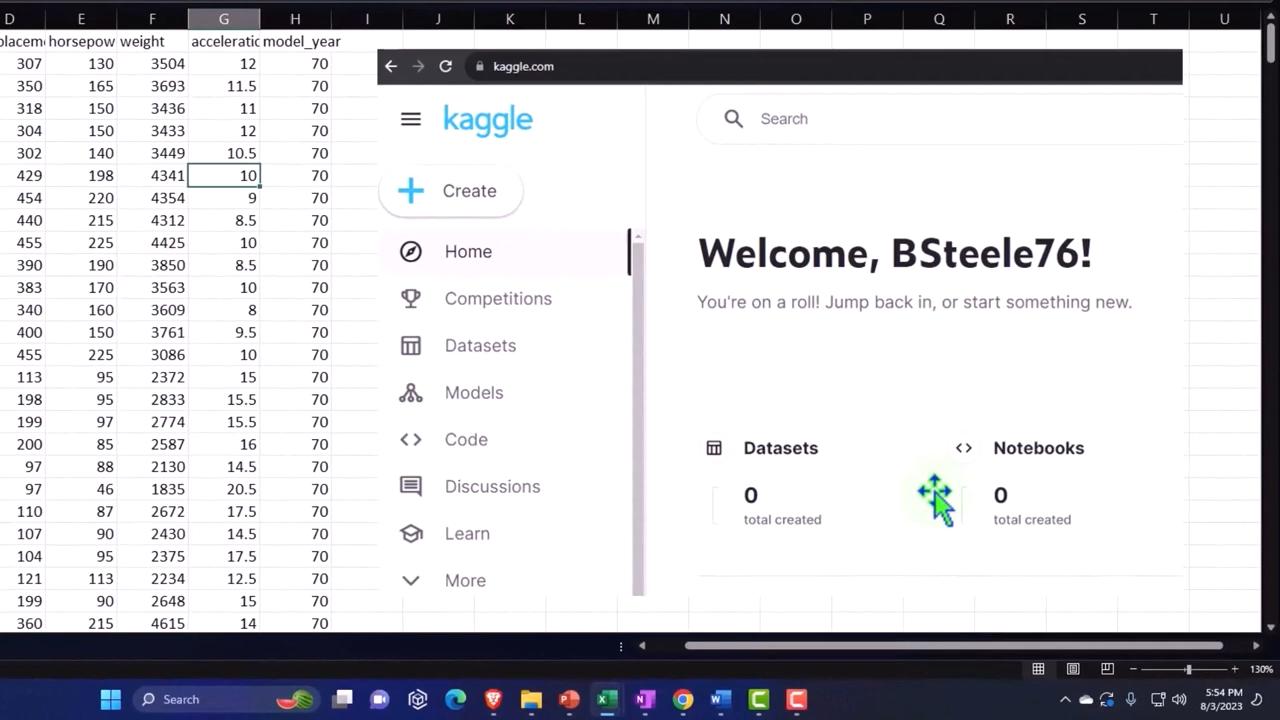 D E F G H I J K L M N O P Q R S T U
placem horsepow weight acceleratic model_year
307 130 3504 12 70
350 165 3693 11.5 70
318 150 3436 11 70
304 150 3433 12 70
302 140 3449 10.5 70
429 198 4341 10 70
454 220 4354 9 70
440 215 4312 8.5 70
455 225 4425 10 70
390 190 3850 8.5 70
383 170 3563 10 70
340 160 3609 8 70
400 150 3761 9.5 70
455 225 3086 10 70
113 95 2372 15 70
198 95 2833 15.5 70
199 97 2774 15.5 70
200 85 2587 16 70
97 88 2130 14.5 70
97 46 1835 20.5 70
110 87 2672 17.5 70
107 90 2430 14.5 70
104 95 2375 17.5 70
121 113 2234 12.5 70
199 90 2648 15 70
360 215 4615 14 70
kaggle.com
kaggle
Search
Create
Home
Competitions
Datasets
Models
Code
Discussions
Learn
More
Welcome, BSteele76!
You're on a roll! Jump back in, or start something new.
Datasets
0
total created
Notebooks
0
total created
130%
Search
5:54 PM
8/3/2023